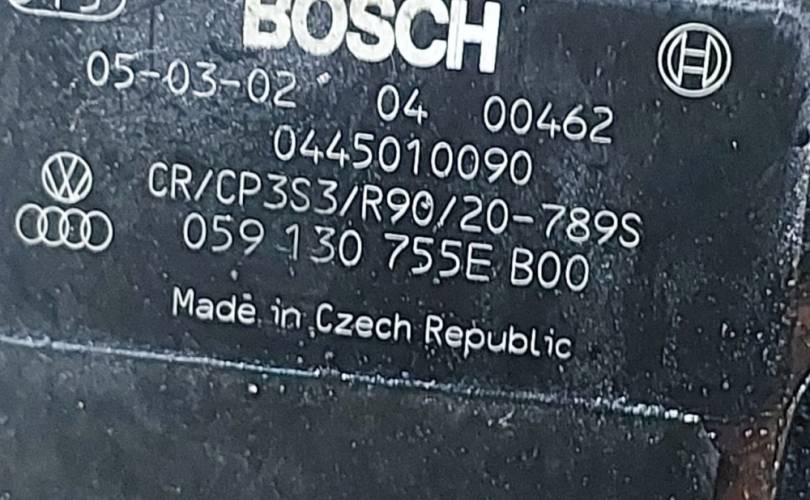 BOSCH
05-03-02 04 00462
0445010090
CR/CP3S3/R90/20-789S
059 130 755E B00
Made in Czech Republic